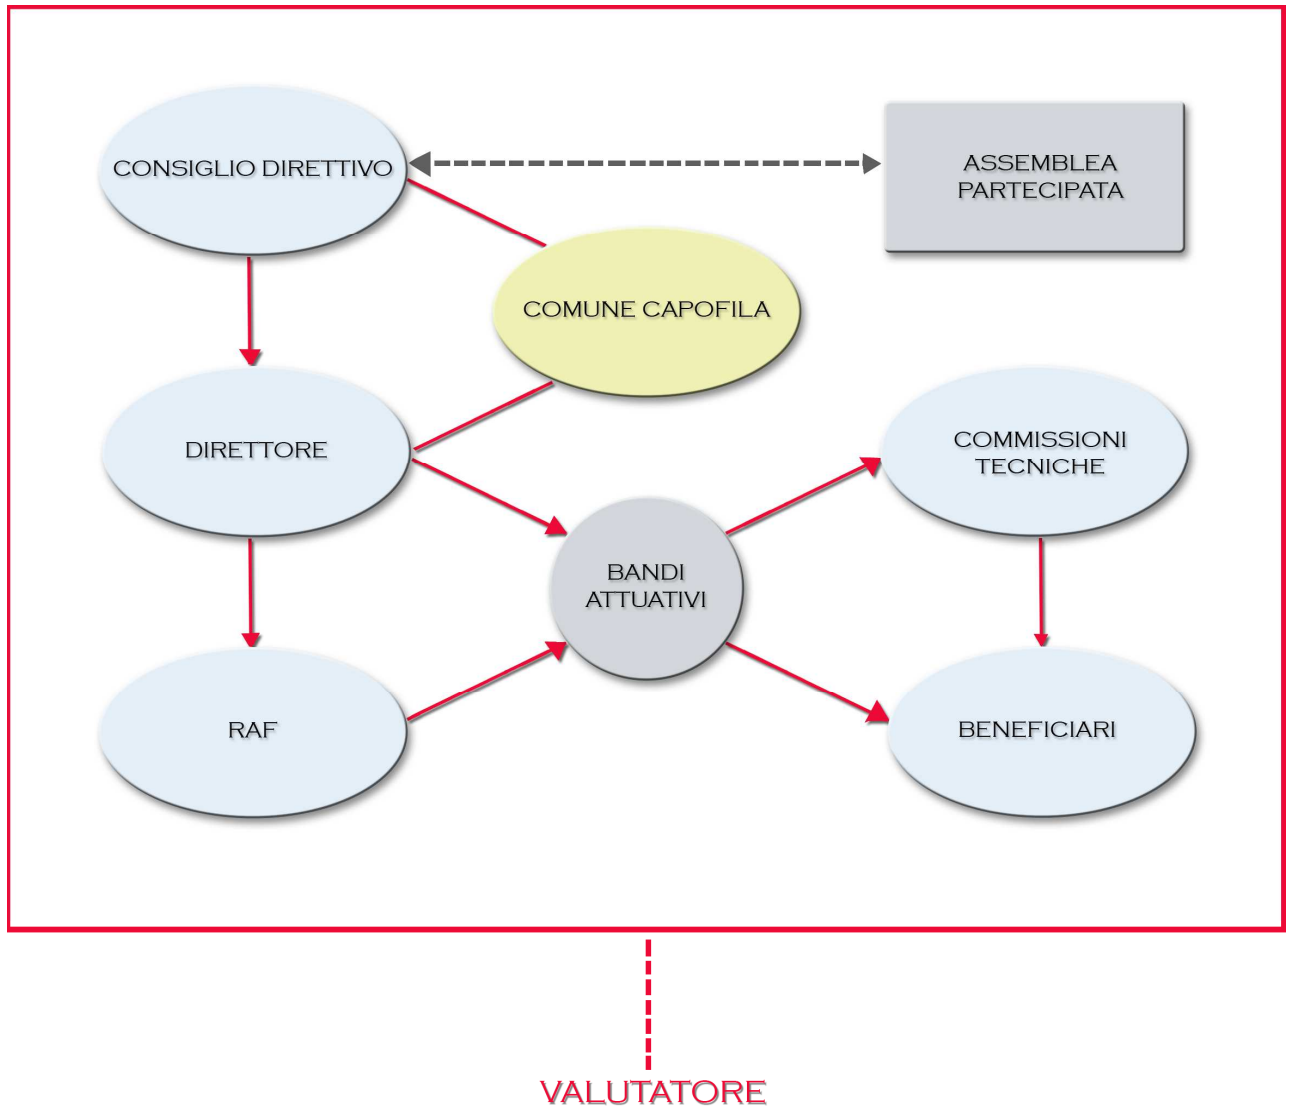 CONSIGLIO DIRETTIVO
ASSEMBLEA
PARTECIPATA
COMUNE CAPOFILA
DIRETTORE
COMMISSIONI
TECNICHE
BANDI
ATTUATIVI
RAF
BENEFICIARI
VALUTATORE